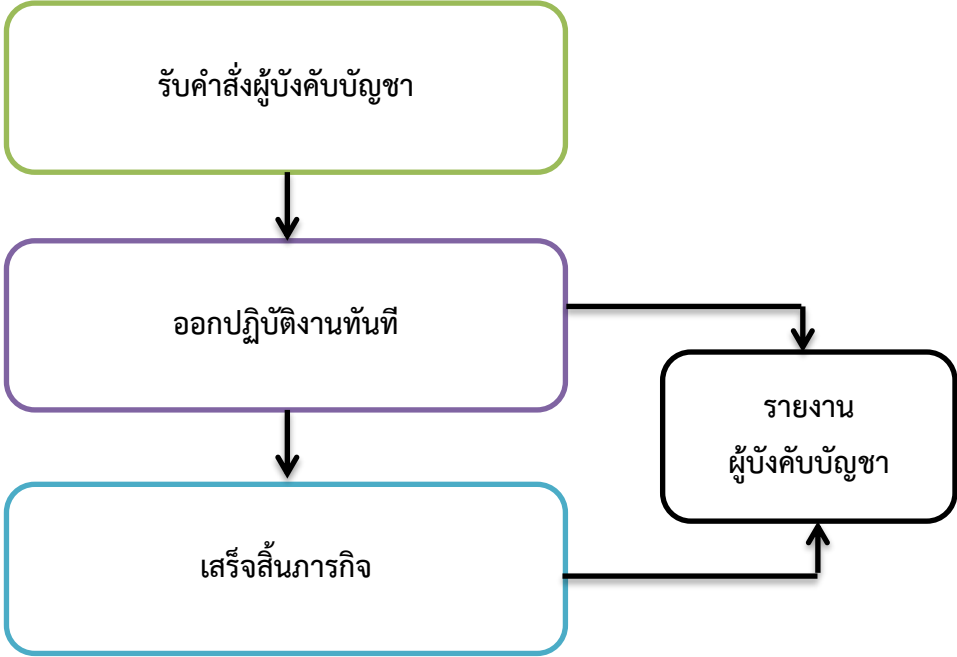 รับคำสั่งผู้บังคับบัญชา
ออกปฏิบัติงานทันที
รายงาน
ผู้บังคับบัญชา
เสร็จสิ้นภารกิจ